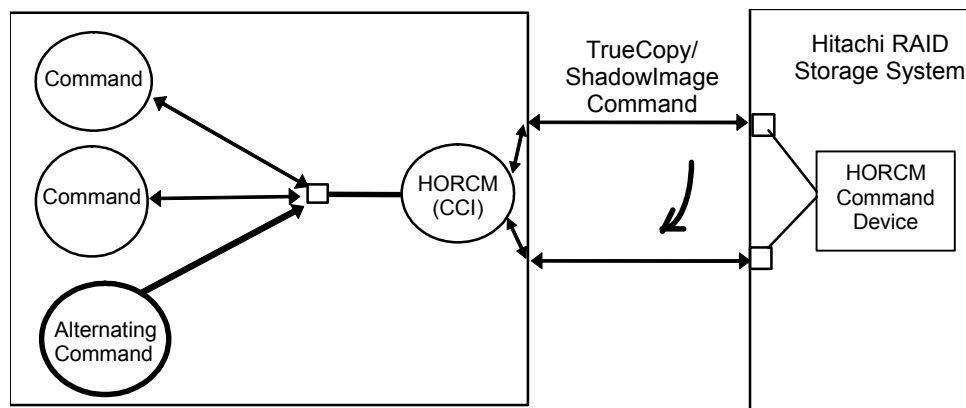 Command
Command
Alternating
Command
HORCM
(CCI)
TrueCopy/
ShadowImage
Command
Hitachi RAID
Storage System
HORCM
Command
Device